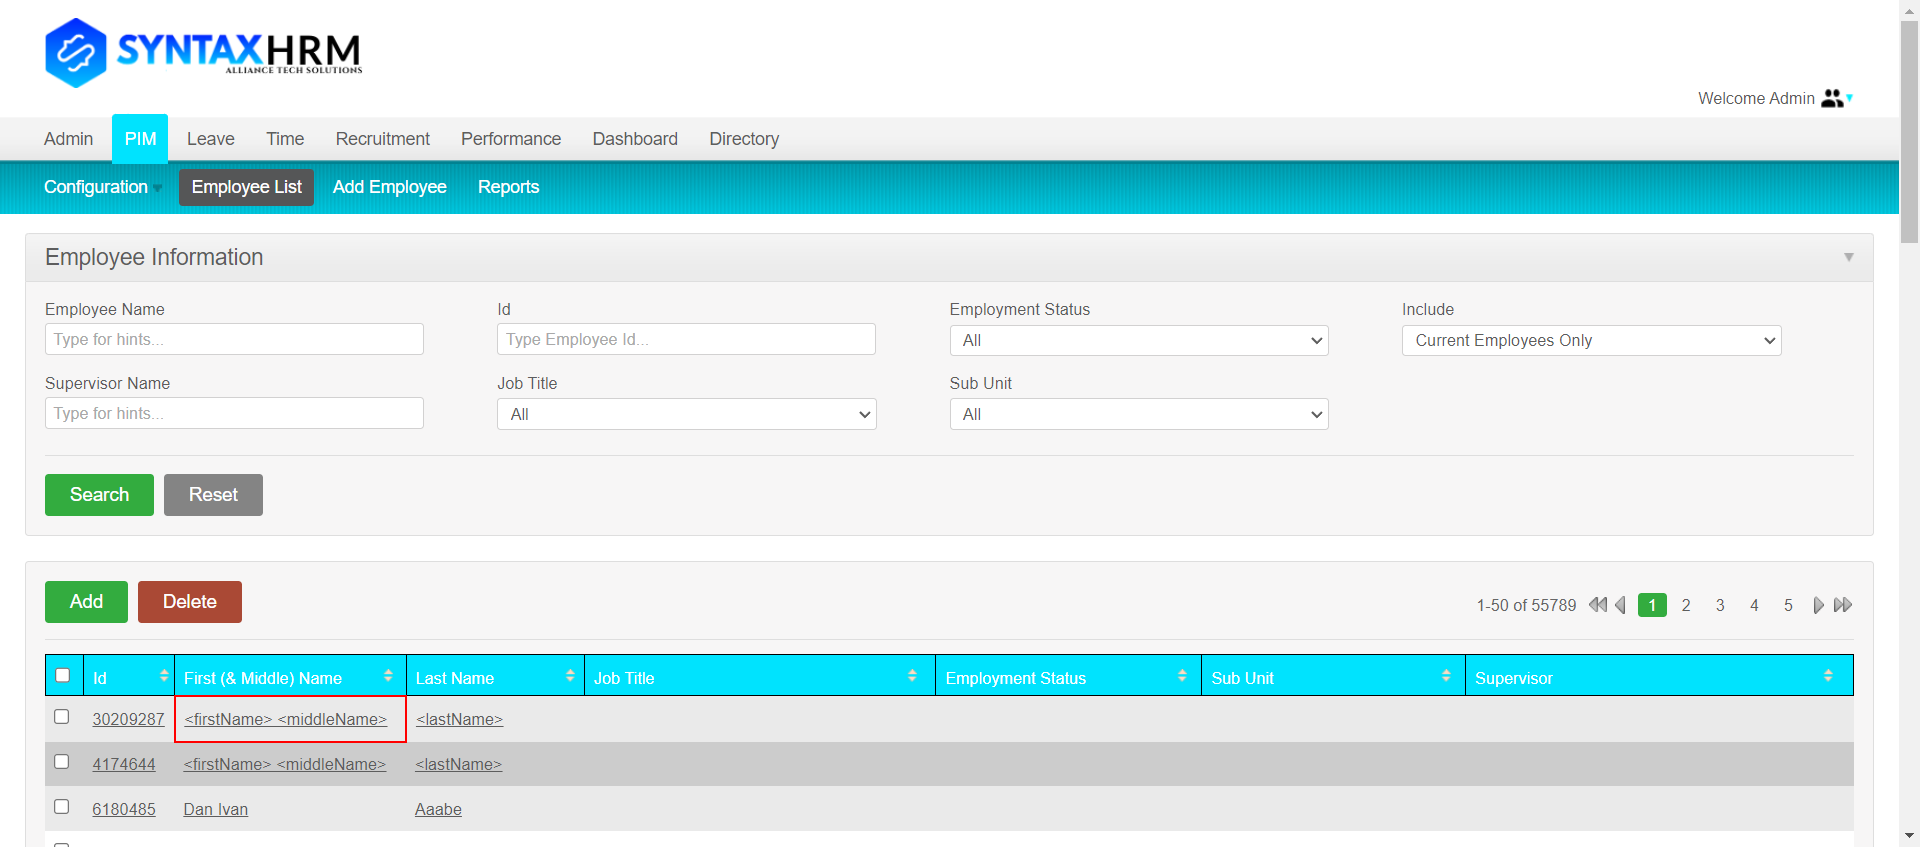 SYNTAXHRM
ALLIANCE TECH SOLUTIONS
Welcome Admin
Admin PIM Leave Time Recruitment Performance Dashboard Directory
Configuration Employee List Add Employee Reports
Employee Information
Employee Name Id Employment Status Include
Type for hints... Type Employee Id... All Current Employees Only
Supervisor Name Job Title Sub Unit
Type for hints... All All
Search Reset
Add Delete 1-50 of 55789 1 2 3 4 5
Id First (& Middle) Name Last Name Job Title Employment Status Sub Unit Supervisor
30209287 <firstName> <middleName> <lastName>
4174644 <firstName> <middleName> <lastName>
6180485 Dan Ivan Aaabe